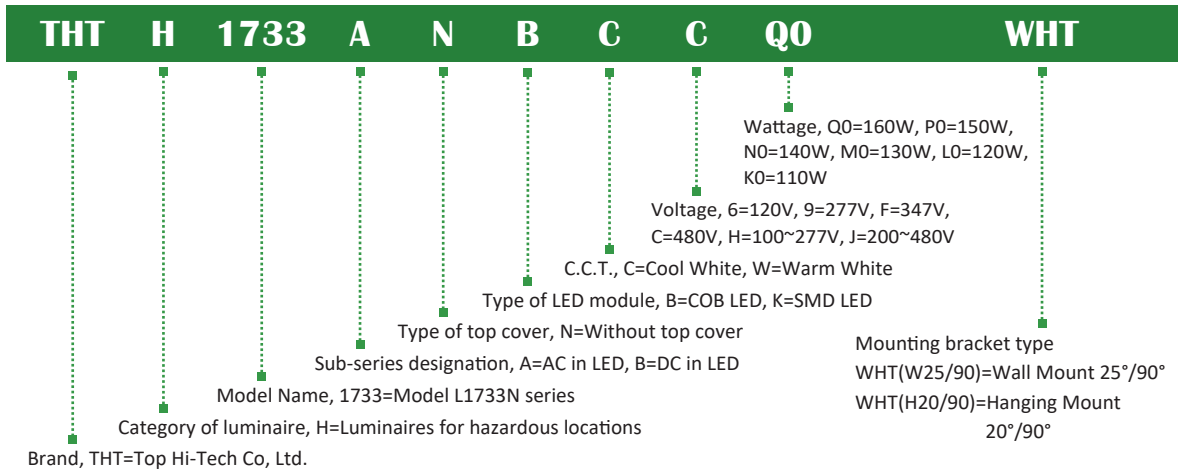 THT H 1733 A N B C C Q0 WHT
Wattage, Q0=160W, P0=150W,
N0=140W, M0=130W, L0=120W,
K0=110W
Voltage, 6=120V, 9=277V, F=347V,
C=480V, H=100~277V, J=200~480V
C.C.T., C=Cool White, W=Warm White
Type of LED module, B=COB LED, K=SMD LED
Type of top cover, N=Without top cover
Sub-series designation, A=AC in LED, B=DC in LED
Model Name, 1733=Model L1733N series
Category of luminaire, H=Luminaires for hazardous locations
Brand, THT=Top Hi-Tech Co, Ltd.
Mounting bracket type
WHT(W25/90)=Wall Mount 25°/90°
WHT(H20/90)=Hanging Mount
20°/90°